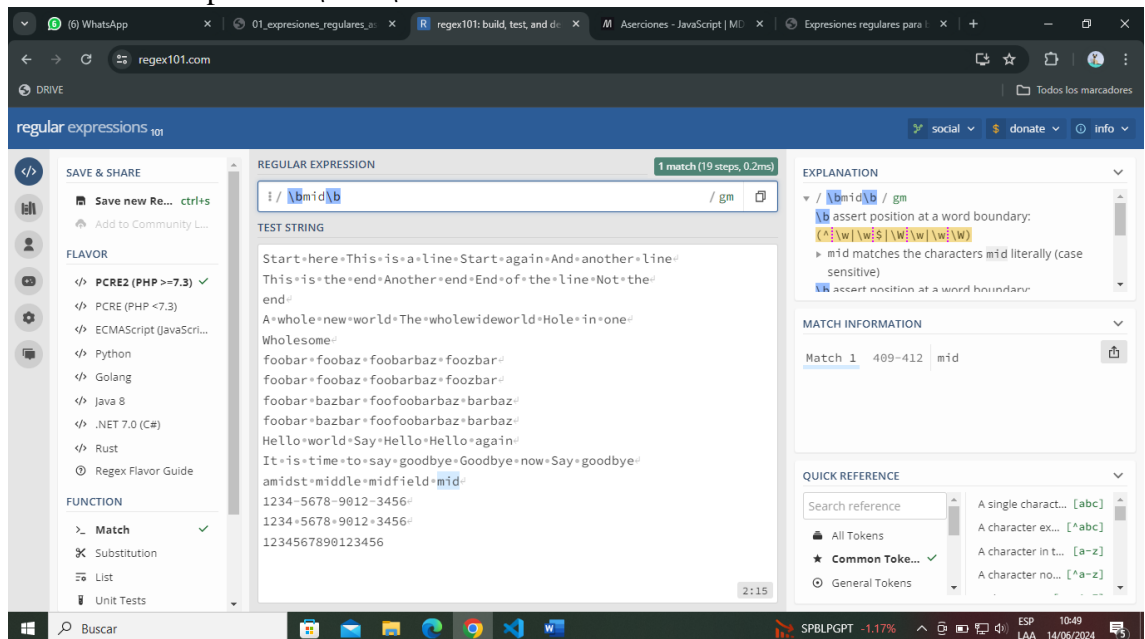 (6) WhatsApp
01_expresiones_regulares_as
regex101: build, test, and de
Aserciones - JavaScript | MD
Expresiones regulares para
regex101.com
DRIVE
Todos los marcadores
regular expressions 101
social
$ donate
info
SAVE & SHARE
Save new Re... ctrl+s
Add to Community L...
FLAVOR
</> PCRE2 (PHP >=7.3)
</> PCRE (PHP <7.3)
</> ECMAScript (JavaScri...
</> Python
</> Golang
</> Java 8
</> .NET 7.0 (C#)
</> Rust
Regex Flavor Guide
FUNCTION
>_ Match
Substitution
List
Unit Tests
REGULAR EXPRESSION
1 match (19 steps, 0.2ms)
/ \bmid\b / gm
TEST STRING
Start here This is a line Start again And another line
This is the end Another end End of the line Not the
end
A whole new world The wholewideworld Hole in one
Wholesome
foobar foobaz foobarbaz foozbar
foobar foobaz foobarbaz foozbar
foobar bazbar foofoobarbaz barbaz
foobar bazbar foofoobarbaz barbaz
Hello world Say Hello Hello again
It is time to say goodbye Goodbye now Say goodbye
amidst middle midfield mid
1234-5678-9012-3456
1234 5678 9012 3456
1234567890123456
2:15
EXPLANATION
/ \bmid\b / gm
\b assert position at a word boundary:
(^\w|\w$|\W\w|\w\W)
mid matches the characters mid literally (case
sensitive)
\b assert position at a word boundary:
MATCH INFORMATION
Match 1 409-412 mid
QUICK REFERENCE
Search reference
All Tokens
Common Toke...
General Tokens
A single charact... [abc]
A character ex... [^abc]
A character in t... [a-z]
A character no... [^a-z]
Buscar
SPBLPGPT -1.17%
ESP
LAA
10:49
14/06/2024